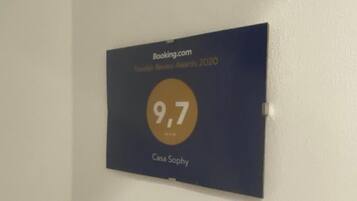 Booking.com
Traveller Review Awards 2020
9,7
Casa Sophy